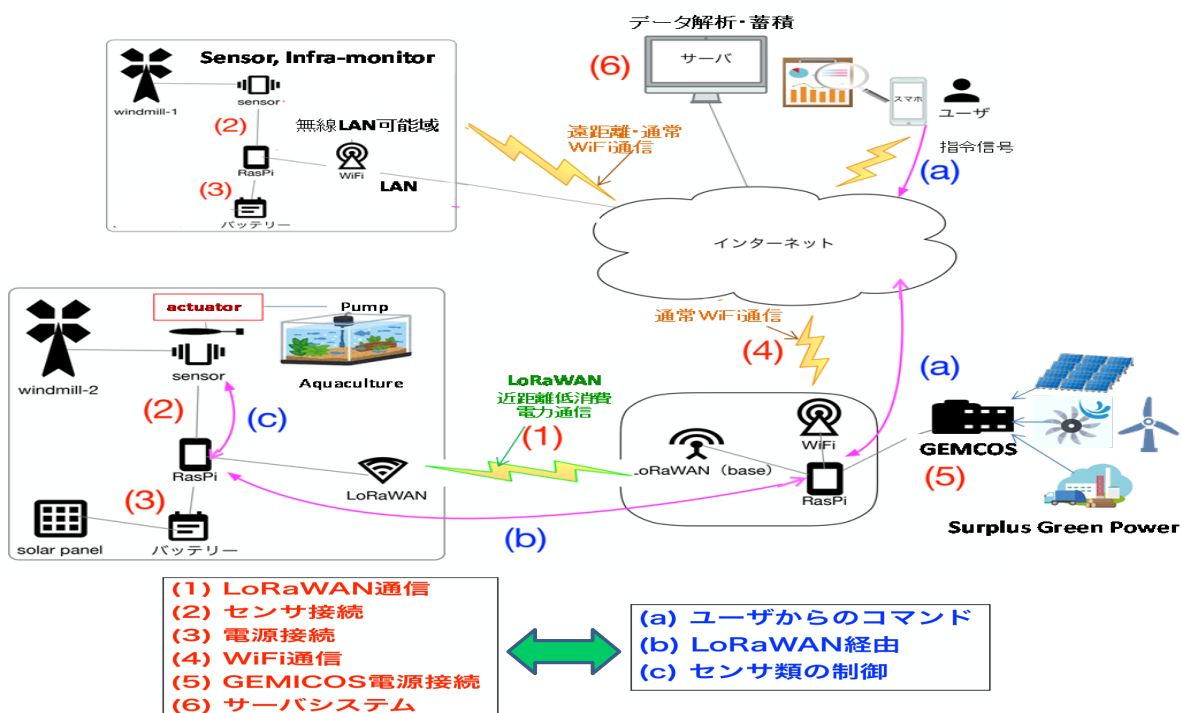 データ解析・蓄積
(6)
サーバ
スマホ
ユーザ
指令信号
(a)
Sensor, Infra-monitor
windmill-1
sensor
(2)
無線LAN可能域
RasPi
WiFi
(3)
LAN
バッテリー
遠距離・通常
WiFi通信
インターネット
actuator
Pump
windmill-2
sensor
Aquaculture
(2)
(c)
RasPi
LoRaWAN
(3)
solar panel
バッテリー
LoRaWAN
近距離低消費
電力通信
(1)
(b)
通常WiFi通信
(4)
(a)
WiFi
LoRaWAN（base）
RasPi
GEMCOS
(5)
Surplus Green Power
(1) LoRaWAN通信
(2) センサ接続
(3) 電源接続
(4) WiFi通信
(5) GEMICOS電源接続
(6) サーバシステム
(a) ユーザからのコマンド
(b) LoRaWAN経由
(c) センサ類の制御